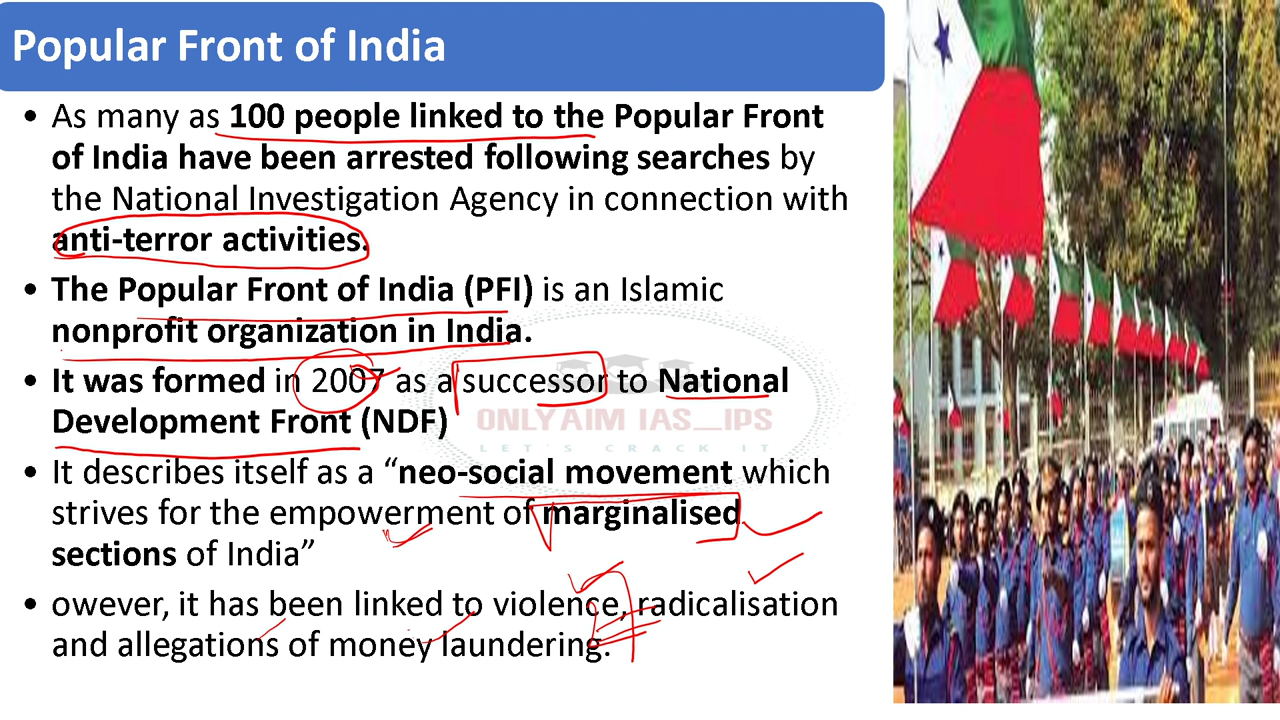 Popular Front of India
• As many as 100 people linked to the Popular Front
of India have been arrested following searches by
the National Investigation Agency in connection with
anti-terror activities.
• The Popular Front of India (PFI) is an Islamic
nonprofit organization in India.
• It was formed in 2007 as a successor to National
Development Front (NDF)
ONLY AIM IAS__IPS
LET'S CRACK IT
• It describes itself as a “neo-social movement which
strives for the empowerment of marginalised
sections of India”
• owever, it has been linked to violence, radicalisation
and allegations of money laundering.